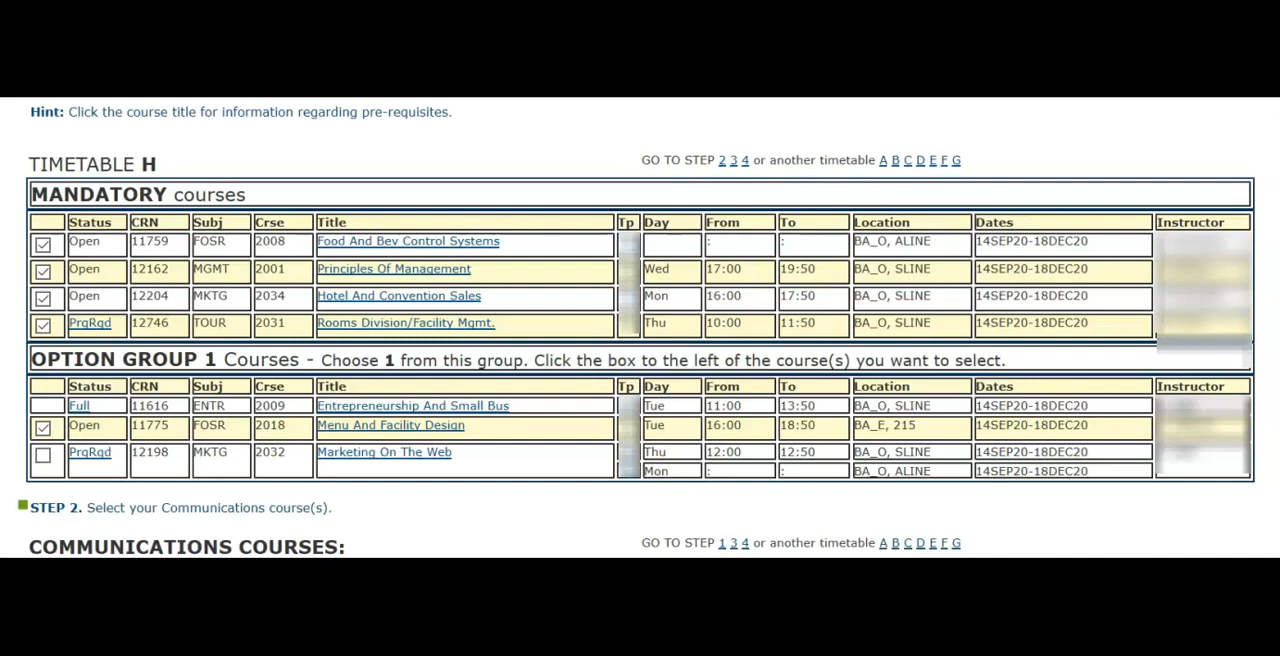 Hint: Click the course title for information regarding pre-requisites.
TIMETABLE H GO TO STEP 2 3 4 or another timetable A B C D E F G
MANDATORY courses
Status CRN Subj Crse Title Tp Day From To Location Dates Instructor
Open 11759 FOSR 2008 Food And Bev Control Systems : : BA_O, ALINE 14SEP20-18DEC20
Open 12162 MGMT 2001 Principles Of Management Wed 17:00 19:50 BA_O, SLINE 14SEP20-18DEC20
Open 12204 MKTG 2034 Hotel And Convention Sales Mon 16:00 17:50 BA_O, SLINE 14SEP20-18DEC20
PrqRqd 12746 TOUR 2031 Rooms Division/Facility Mgmt. Thu 10:00 11:50 BA_O, SLINE 14SEP20-18DEC20
OPTION GROUP 1 Courses - Choose 1 from this group. Click the box to the left of the course(s) you want to select.
Status CRN Subj Crse Title Tp Day From To Location Dates Instructor
Full 11616 ENTR 2009 Entrepreneurship And Small Bus Tue 11:00 13:50 BA_O, SLINE 14SEP20-18DEC20
Open 11775 FOSR 2018 Menu And Facility Design Tue 16:00 18:50 BA_E, 215 14SEP20-18DEC20
PrqRqd 12198 MKTG 2032 Marketing On The Web Thu 12:00 12:50 BA_O, SLINE 14SEP20-18DEC20
Mon : : BA_O, ALINE 14SEP20-18DEC20
STEP 2. Select your Communications course(s).
COMMUNICATIONS COURSES: GO TO STEP 1 3 4 or another timetable A B C D E F G